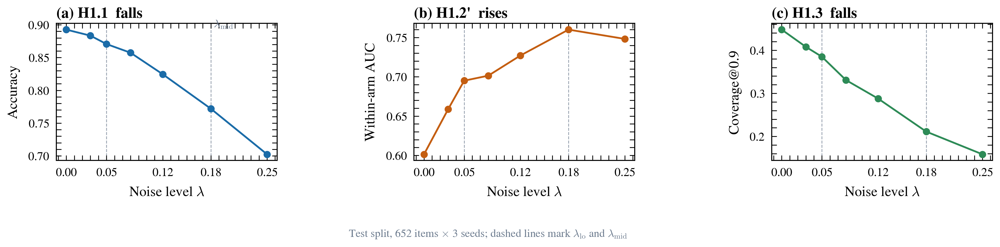 (a) H1.1 falls
λmid
0.90
0.85
0.80
0.75
0.70
Accuracy
0.00 0.05 0.12 0.18 0.25
Noise level λ
(b) H1.2' rises
0.75
0.70
0.65
0.60
Within-arm AUC
0.00 0.05 0.12 0.18 0.25
Noise level λ
(c) H1.3 falls
0.4
0.3
0.2
Coverage@0.9
0.00 0.05 0.12 0.18 0.25
Noise level λ
Test split, 652 items × 3 seeds; dashed lines mark λlo and λmid